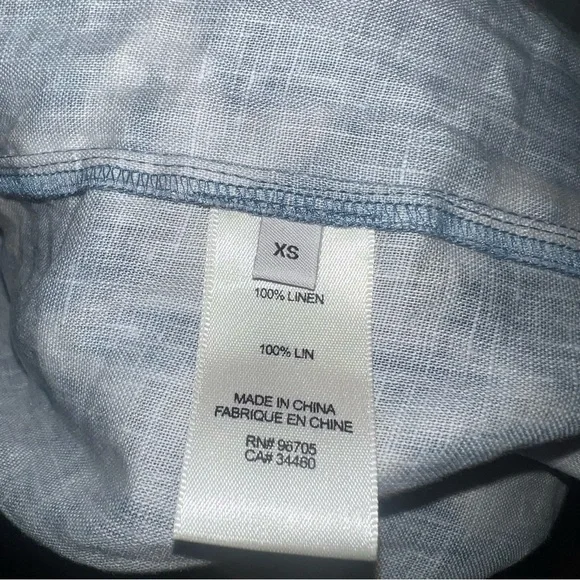 XS
100% LINEN
100% LIN
MADE IN CHINA
FABRIQUE EN CHINE
RN# 96705
CA# 34460